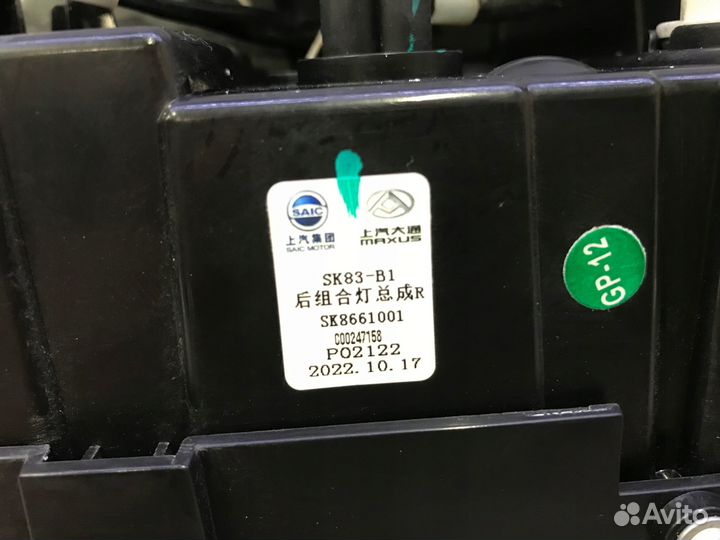 SAIC
上汽集团
SAIC MOTOR
上汽大通
MAXUS
SK83-B1
后组合灯总成R
SK8661001
C00247158
P02122
2022.10.17
GP-12
Avito